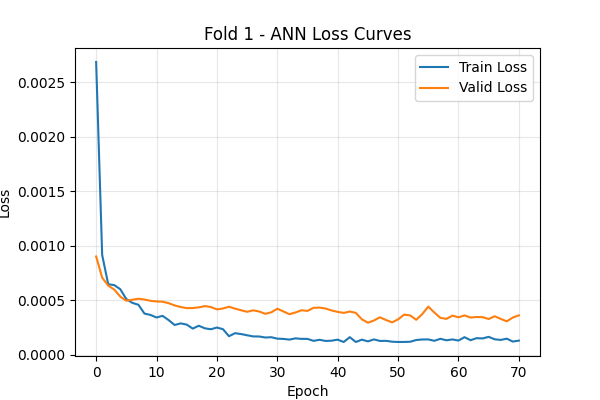 Fold 1 - ANN Loss Curves
Train Loss
Valid Loss
0.0025
0.0020
0.0015
0.0010
0.0005
0.0000
Loss
0 10 20 30 40 50 60 70
Epoch